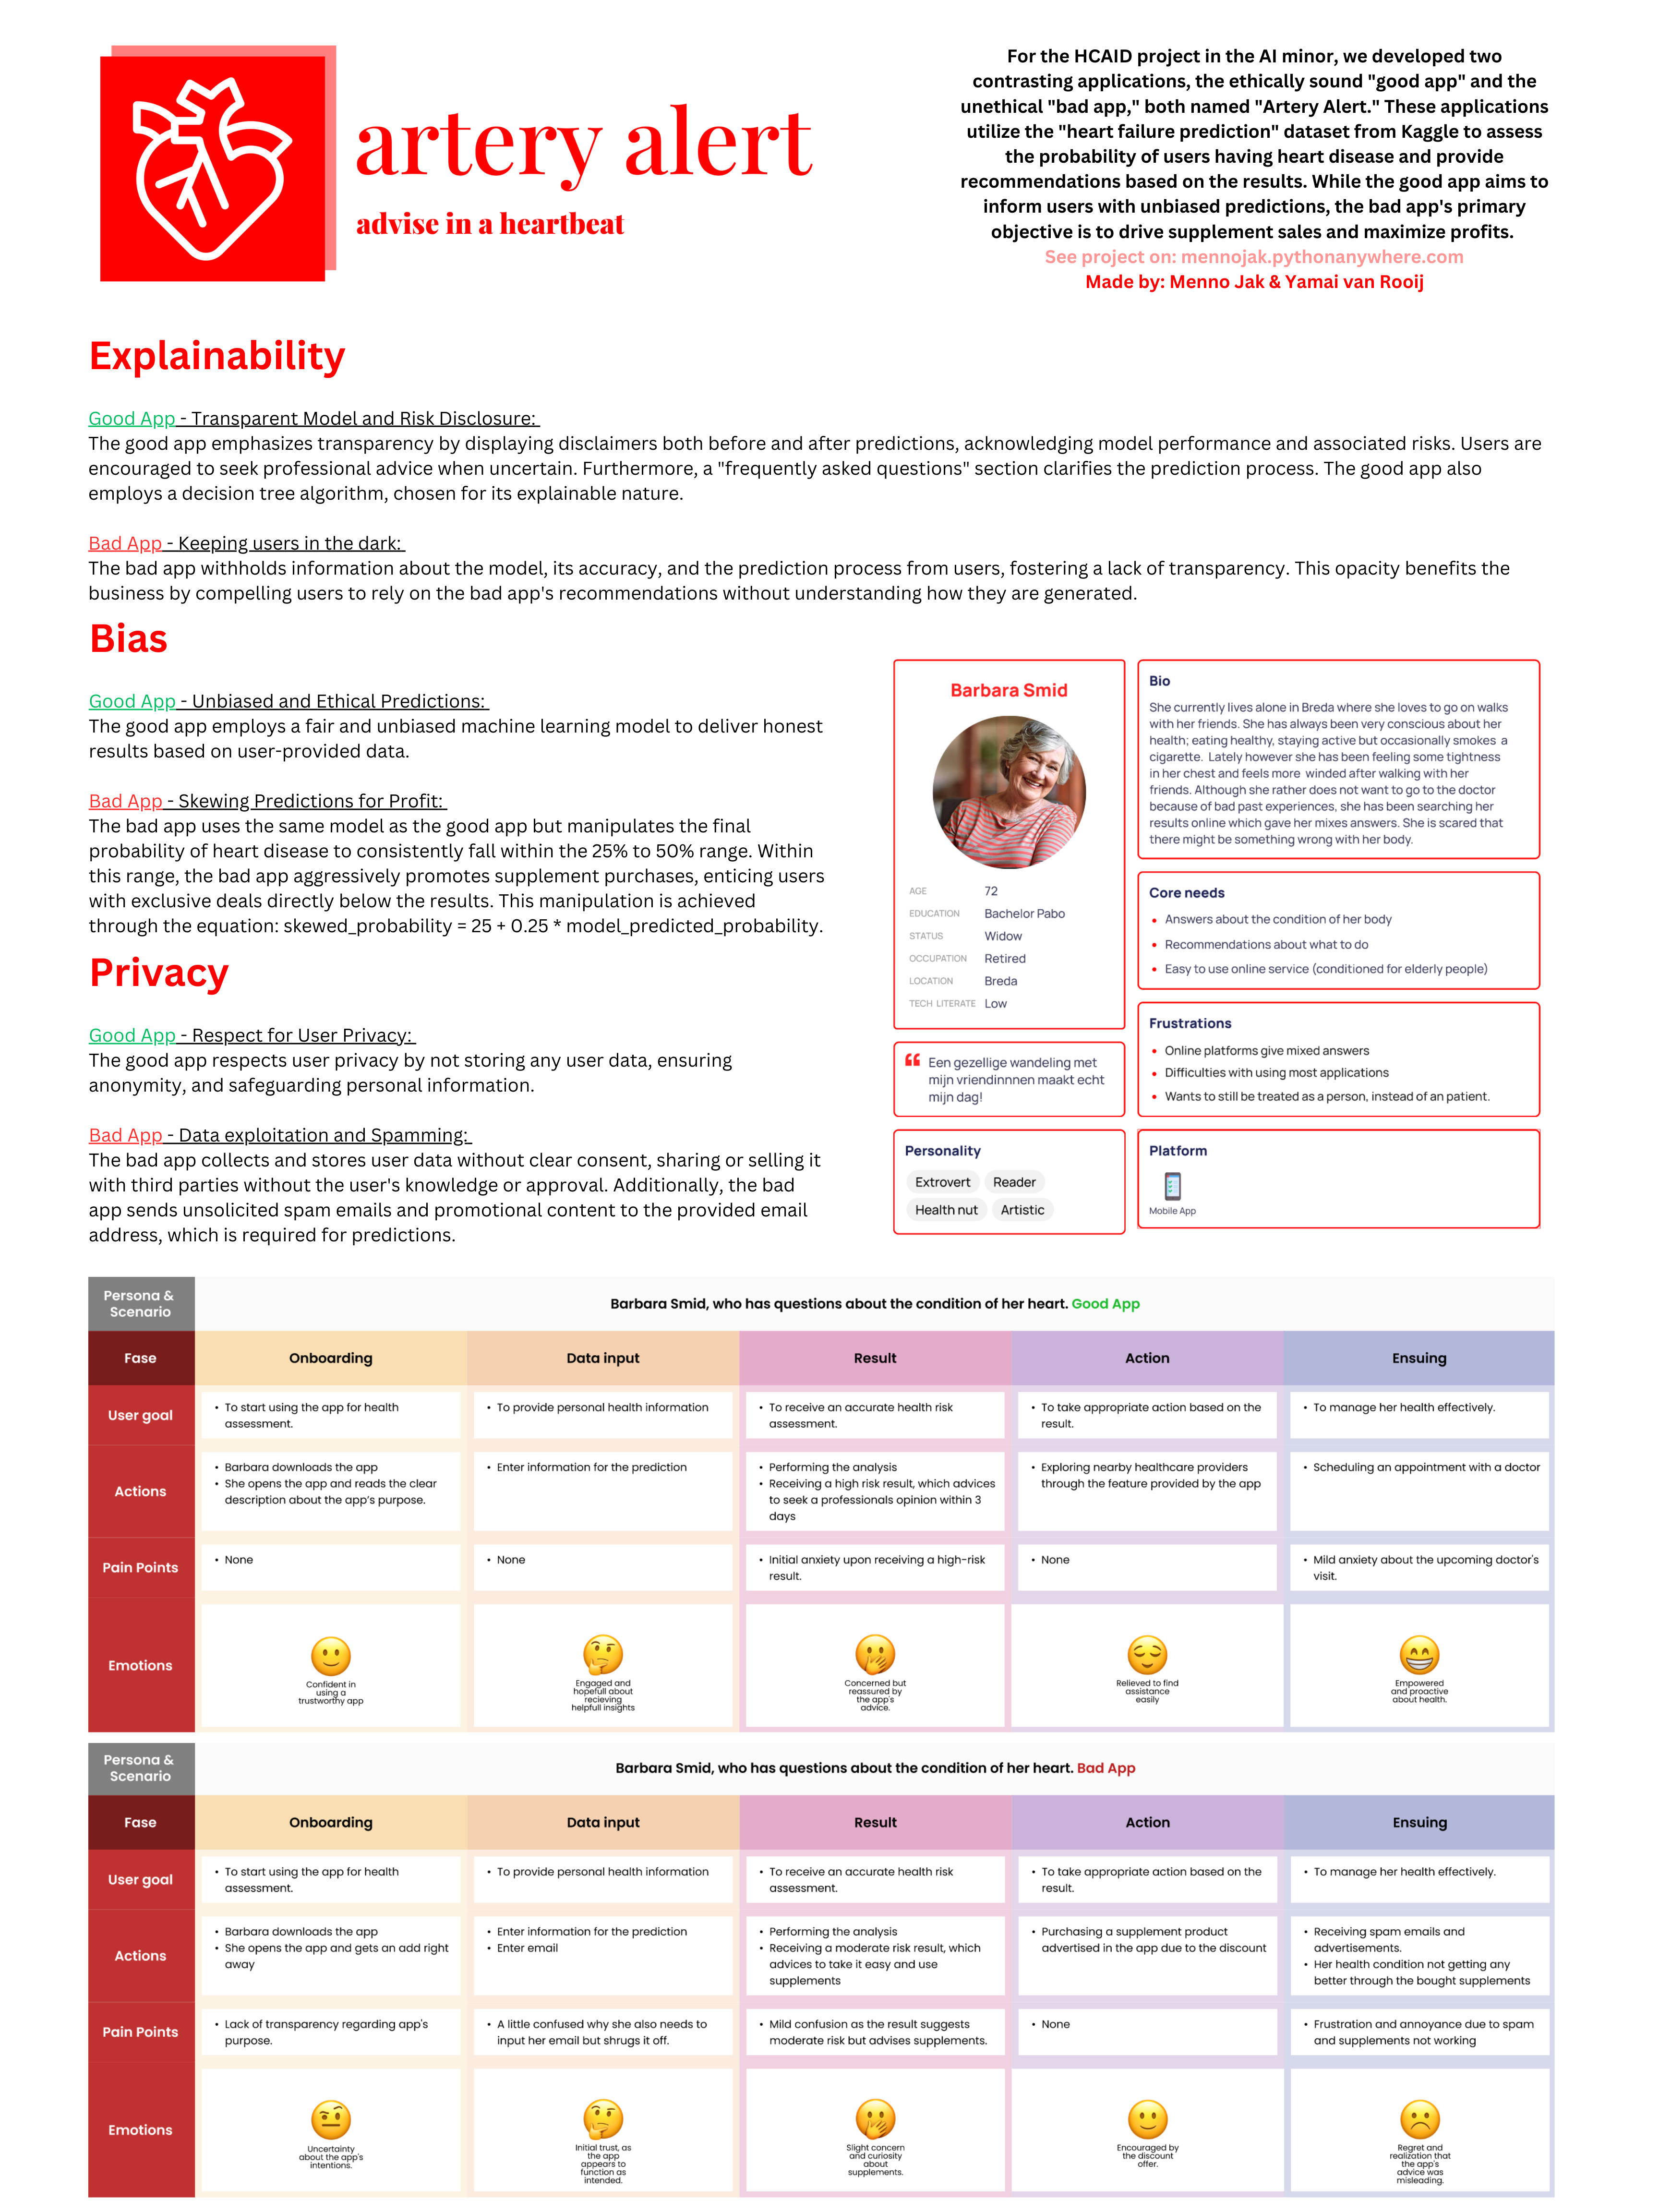 artery alert
advise in a heartbeat
For the HCAID project in the AI minor, we developed two
contrasting applications, the ethically sound "good app" and the
unethical "bad app," both named "Artery Alert." These applications
utilize the "heart failure prediction" dataset from Kaggle to assess
the probability of users having heart disease and provide
recommendations based on the results. While the good app aims to
inform users with unbiased predictions, the bad app's primary
objective is to drive supplement sales and maximize profits.
See project on: mennojak.pythonanywhere.com
Made by: Menno Jak & Yamai van Rooij
Explainability
Good App - Transparent Model and Risk Disclosure:
The good app emphasizes transparency by displaying disclaimers both before and after predictions, acknowledging model performance and associated risks. Users are
encouraged to seek professional advice when uncertain. Furthermore, a "frequently asked questions" section clarifies the prediction process. The good app also
employs a decision tree algorithm, chosen for its explainable nature.
Bad App - Keeping users in the dark:
The bad app withholds information about the model, its accuracy, and the prediction process from users, fostering a lack of transparency. This opacity benefits the
business by compelling users to rely on the bad app's recommendations without understanding how they are generated.
Bias
Good App - Unbiased and Ethical Predictions:
The good app employs a fair and unbiased machine learning model to deliver honest
results based on user-provided data.
Bad App - Skewing Predictions for Profit:
The bad app uses the same model as the good app but manipulates the final
probability of heart disease to consistently fall within the 25% to 50% range. Within
this range, the bad app aggressively promotes supplement purchases, enticing users
with exclusive deals directly below the results. This manipulation is achieved
through the equation: skewed_probability = 25 + 0.25 * model_predicted_probability.
Privacy
Good App - Respect for User Privacy:
The good app respects user privacy by not storing any user data, ensuring
anonymity, and safeguarding personal information.
Bad App - Data exploitation and Spamming:
The bad app collects and stores user data without clear consent, sharing or selling it
with third parties without the user's knowledge or approval. Additionally, the bad
app sends unsolicited spam emails and promotional content to the provided email
address, which is required for predictions.
Barbara Smid
AGE 72
EDUCATION Bachelor Pabo
STATUS Widow
OCCUPATION Retired
LOCATION Breda
TECH LITERATE Low
“ Een gezellige wandeling met
mijn vriendinnnen maakt echt
mijn dag!
Personality
Extrovert Reader
Health nut Artistic
Bio
She currently lives alone in Breda where she loves to go on walks
with her friends. She has always been very conscious about her
health; eating healthy, staying active but occasionally smokes a
cigarette. Lately however she has been feeling some tightness
in her chest and feels more winded after walking with her
friends. Although she rather does not want to go to the doctor
because of bad past experiences, she has been searching her
results online which gave her mixes answers. She is scared that
there might be something wrong with her body.
Core needs
• Answers about the condition of her body
• Recommendations about what to do
• Easy to use online service (conditioned for elderly people)
Frustrations
• Online platforms give mixed answers
• Difficulties with using most applications
• Wants to still be treated as a person, instead of an patient.
Platform
Mobile App
Persona &
Scenario
Barbara Smid, who has questions about the condition of her heart. Good App
Fase Onboarding Data input Result Action Ensuing
User goal
• To start using the app for health
assessment.
• To provide personal health information
• To receive an accurate health risk
assessment.
• To take appropriate action based on the
result.
• To manage her health effectively.
Actions
• Barbara downloads the app
• She opens the app and reads the clear
description about the app's purpose.
• Enter information for the prediction
• Performing the analysis
• Receiving a high risk result, which advices
to seek a professionals opinion within 3
days
• Exploring nearby healthcare providers
through the feature provided by the app
• Scheduling an appointment with a doctor
Pain Points
• None
• None
• Initial anxiety upon receiving a high-risk
result.
• None
• Mild anxiety about the upcoming doctor's
visit.
Emotions
Confident in
using a
trustworthy app
Engaged and
hopefull about
recieving
helpfull insights
Concerned but
reassured by
the app's
advice.
Relieved to find
assistance
easily
Empowered
and proactive
about health.
Persona &
Scenario
Barbara Smid, who has questions about the condition of her heart. Bad App
Fase Onboarding Data input Result Action Ensuing
User goal
• To start using the app for health
assessment.
• To provide personal health information
• To receive an accurate health risk
assessment.
• To take appropriate action based on the
result.
• To manage her health effectively.
Actions
• Barbara downloads the app
• She opens the app and gets an add right
away
• Enter information for the prediction
• Enter email
• Performing the analysis
• Receiving a moderate risk result, which
advices to take it easy and use
supplements
• Purchasing a supplement product
advertised in the app due to the discount
• Receiving spam emails and
advertisements.
• Her health condition not getting any
better through the bought supplements
Pain Points
• Lack of transparency regarding app's
purpose.
• A little confused why she also needs to
input her email but shrugs it off.
• Mild confusion as the result suggests
moderate risk but advises supplements.
• None
• Frustration and annoyance due to spam
and supplements not working
Emotions
Uncertainty
about the app's
intentions.
Initial trust, as
the app
appears to
function as
intended.
Slight concern
and curiosity
about
supplements.
Encouraged by
the discount
offer.
Regret and
realization that
the app's
advice was
misleading.